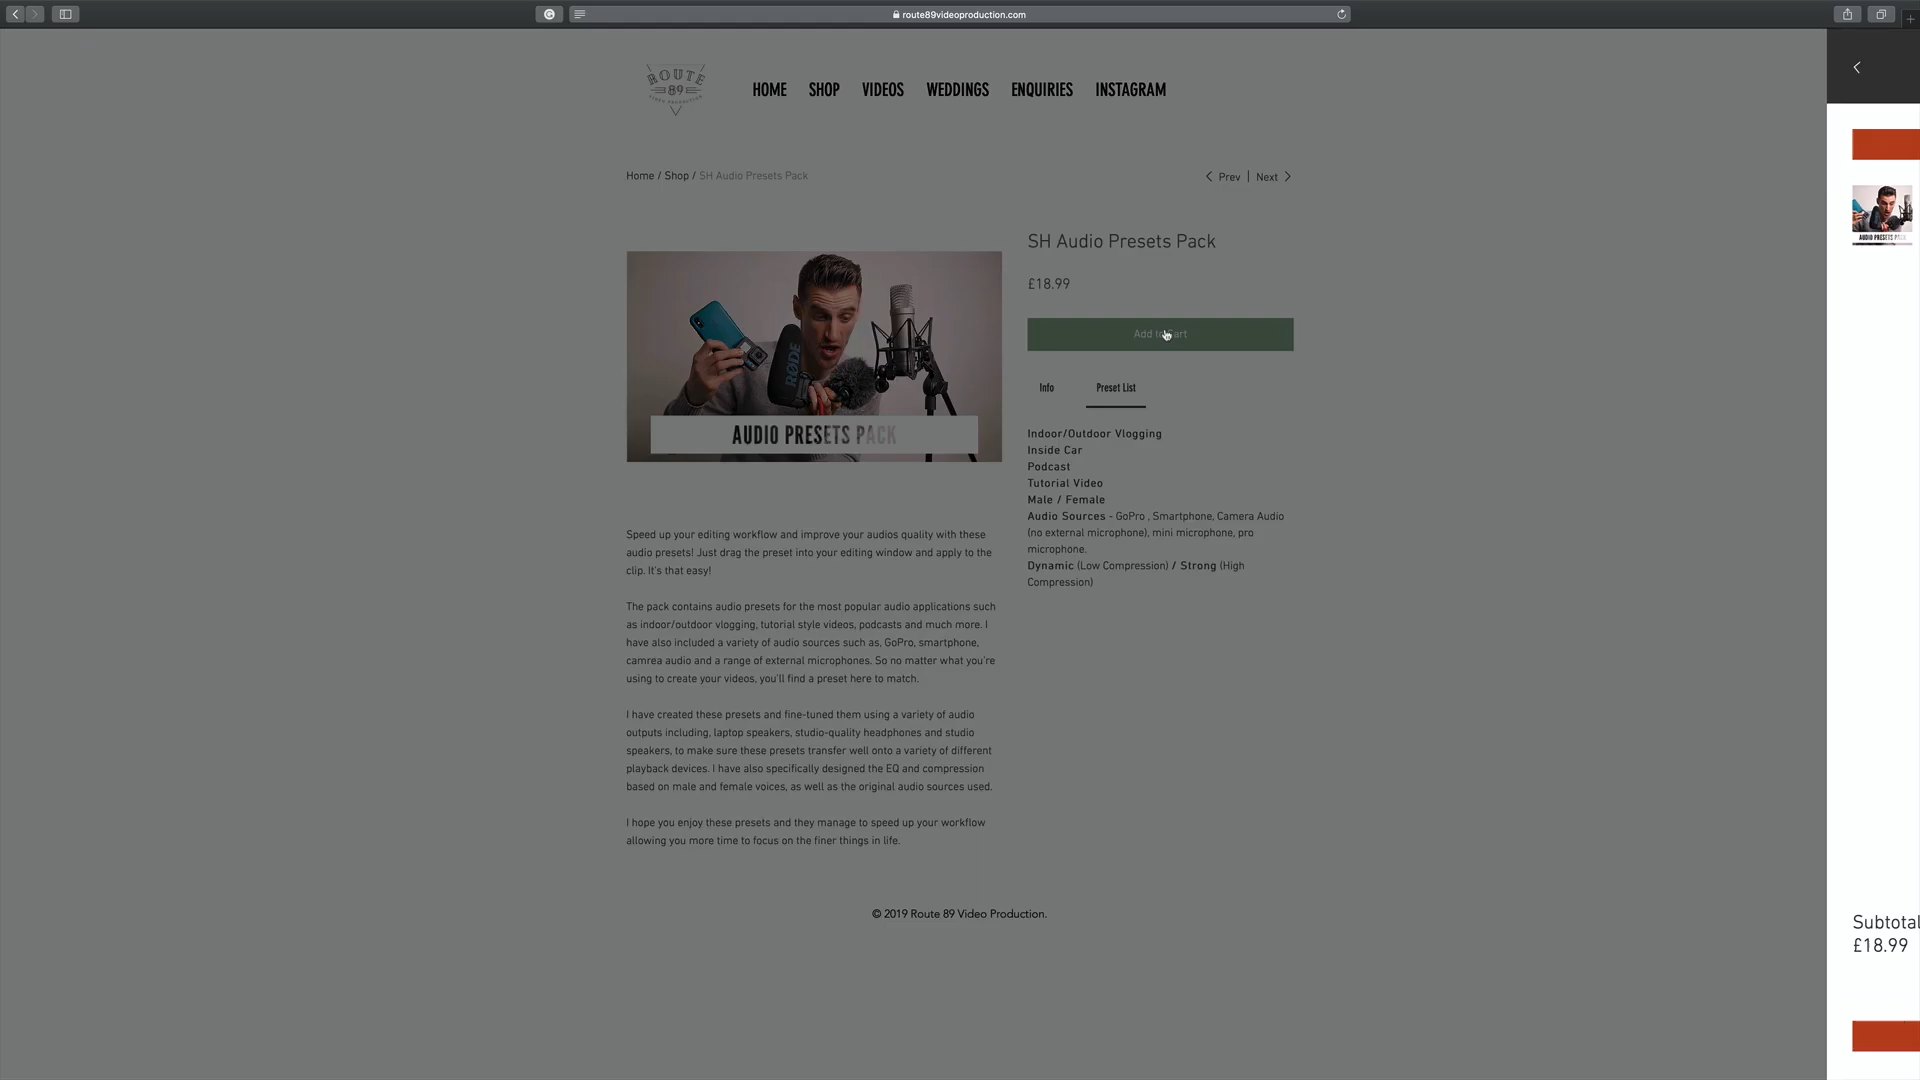 route89videoproduction.com
ROUTE
89
HOME SHOP VIDEOS WEDDINGS ENQUIRIES INSTAGRAM
Home / Shop / SH Audio Presets Pack
Prev | Next
SH Audio Presets Pack
£18.99
Add to Cart
RØDE
AUDIO PRESETS PACK
Info Preset List
Indoor/Outdoor Vlogging
Inside Car
Podcast
Tutorial Video
Male / Female
Audio Sources - GoPro , Smartphone, Camera Audio
(no external microphone), mini microphone, pro
microphone.
Dynamic (Low Compression) / Strong (High
Compression)
Speed up your editing workflow and improve your audios quality with these
audio presets! Just drag the preset into your editing window and apply to the
clip. It's that easy!
The pack contains audio presets for the most popular audio applications such
as indoor/outdoor vlogging, tutorial style videos, podcasts and much more. I
have also included a variety of audio sources such as, GoPro, smartphone,
camrea audio and a range of external microphones. So no matter what you're
using to create your videos, you'll find a preset here to match.
I have created these presets and fine-tuned them using a variety of audio
outputs including, laptop speakers, studio-quality headphones and studio
speakers, to make sure these presets transfer well onto a variety of different
playback devices. I have also specifically designed the EQ and compression
based on male and female voices, as well as the original audio sources used.
I hope you enjoy these presets and they manage to speed up your workflow
allowing you more time to focus on the finer things in life.
© 2019 Route 89 Video Production.
AUDIO PRESETS PACK
Subtotal
£18.99